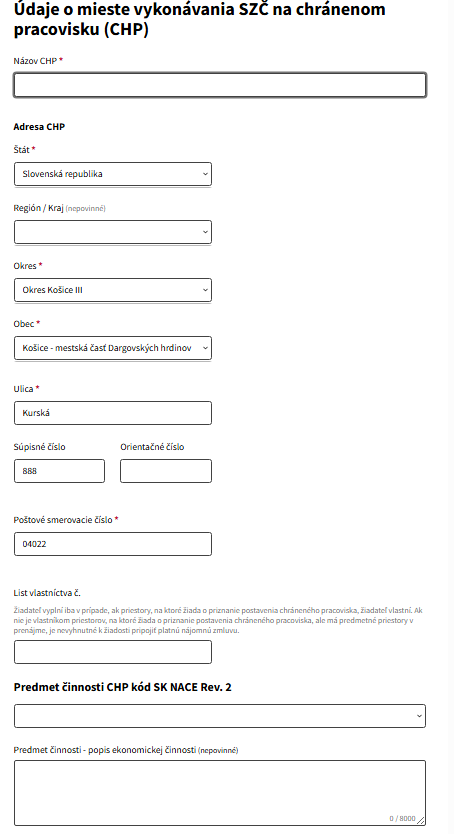 Údaje o mieste vykonávania SZČ na chránenom
pracovisku (CHP)
Názov CHP *
Adresa CHP
Štát *
Slovenská republika
Región / Kraj (nepovinné)
Okres *
Okres Košice III
Obec *
Košice - mestská časť Dargovských hrdinov
Ulica *
Kurská
Súpisné číslo
Orientačné číslo
888
Poštové smerovacie číslo *
04022
List vlastníctva č.
Žiadateľ vyplní iba v prípade, ak priestory, na ktoré žiada o priznanie postavenia chráneného pracoviska, žiadateľ vlastní. Ak
nie je vlastníkom priestorov, na ktoré žiada o priznanie postavenia chráneného pracoviska, ale má predmetné priestory v
prenájme, je nevyhnutné k žiadosti pripojiť platnú nájomnú zmluvu.
Predmet činnosti CHP kód SK NACE Rev. 2
Predmet činnosti - popis ekonomickej činnosti (nepovinné)
0 / 8000